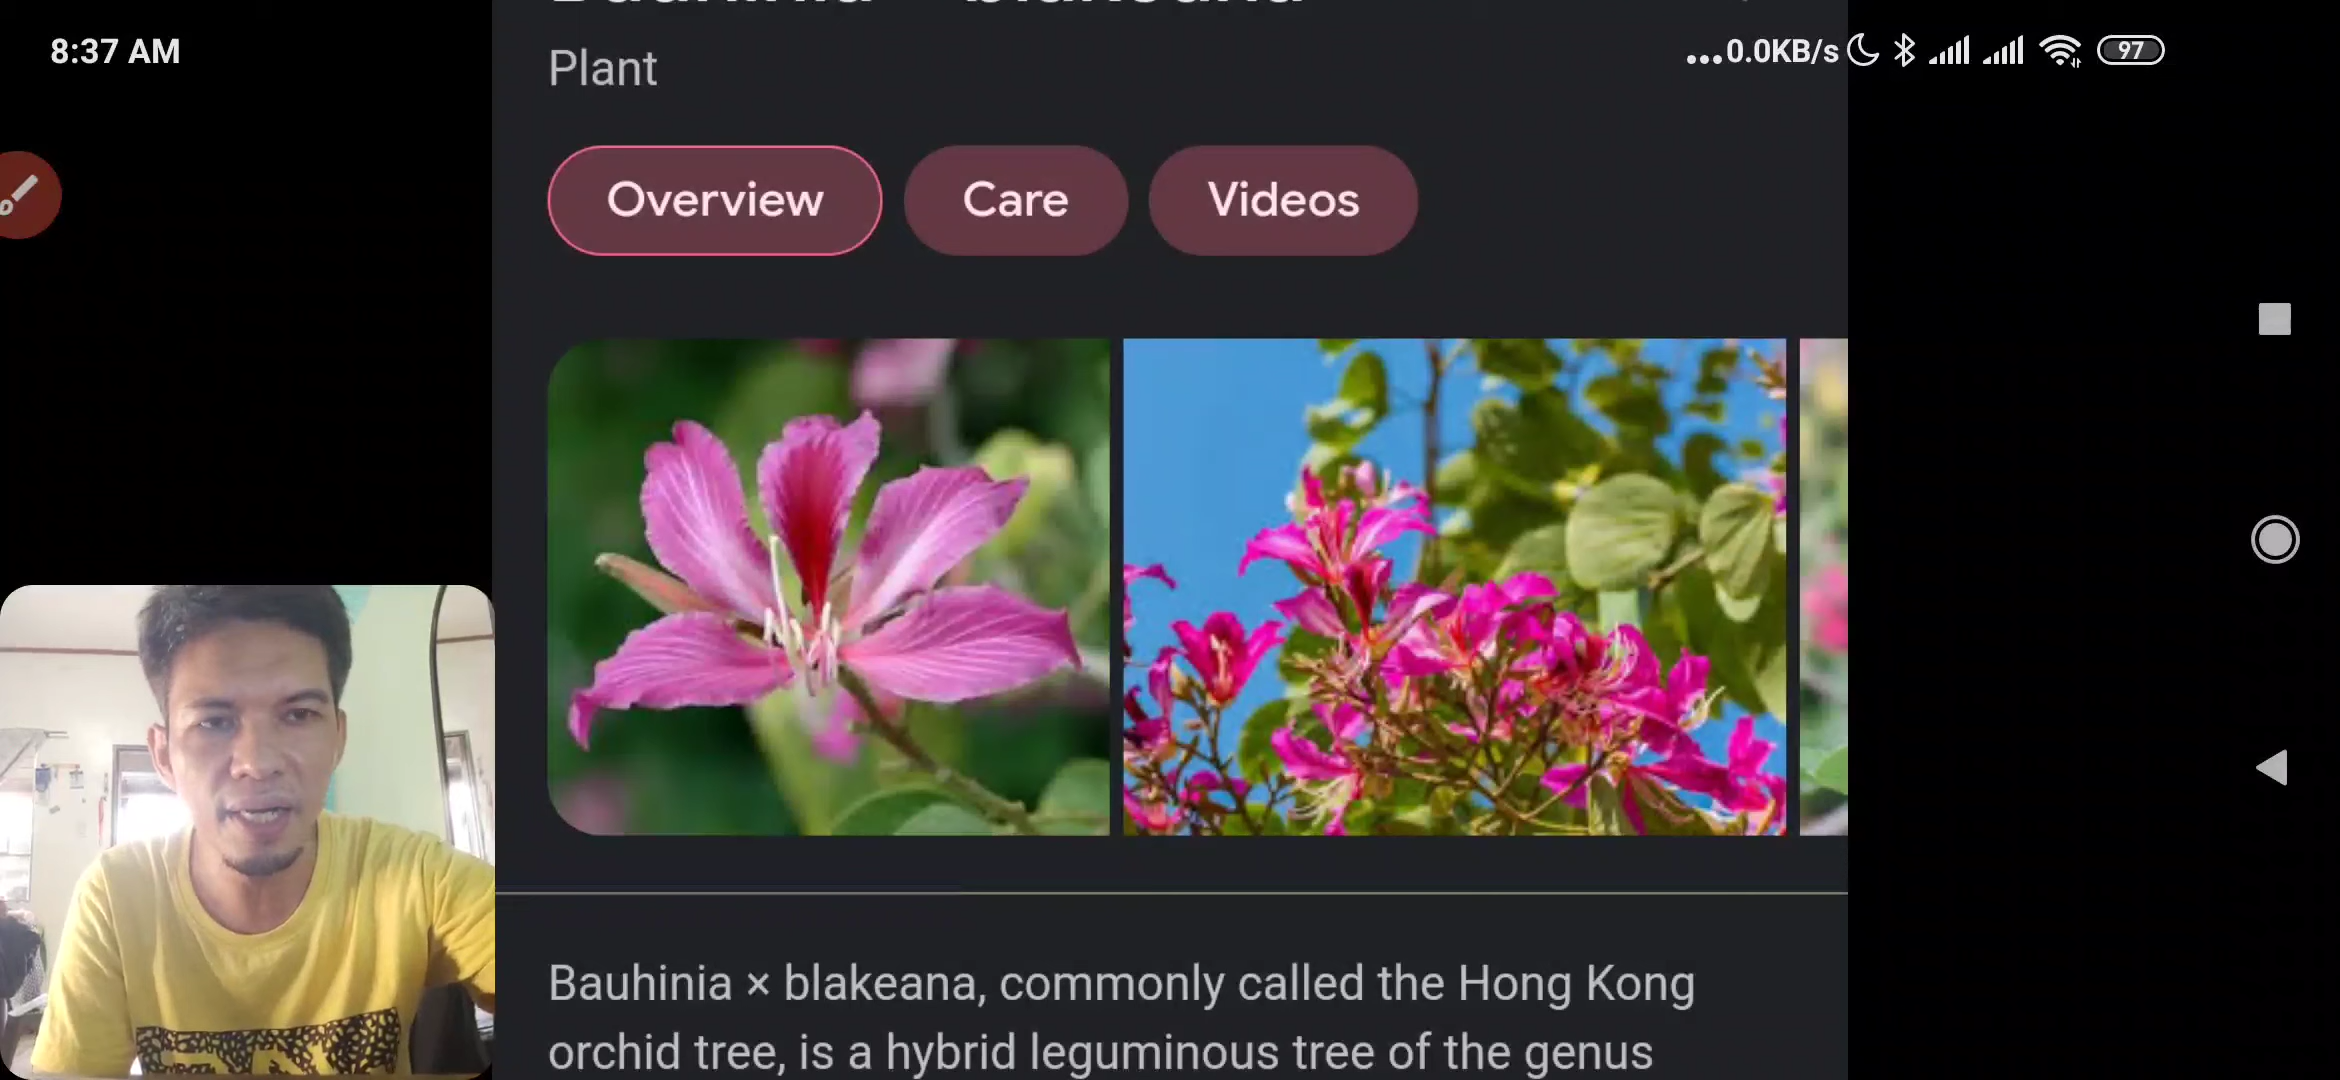 8:37 AM
...0.0KB/s
97
Plant
Overview
Care
Videos
Bauhinia × blakeana, commonly called the Hong Kong
orchid tree, is a hybrid leguminous tree of the genus